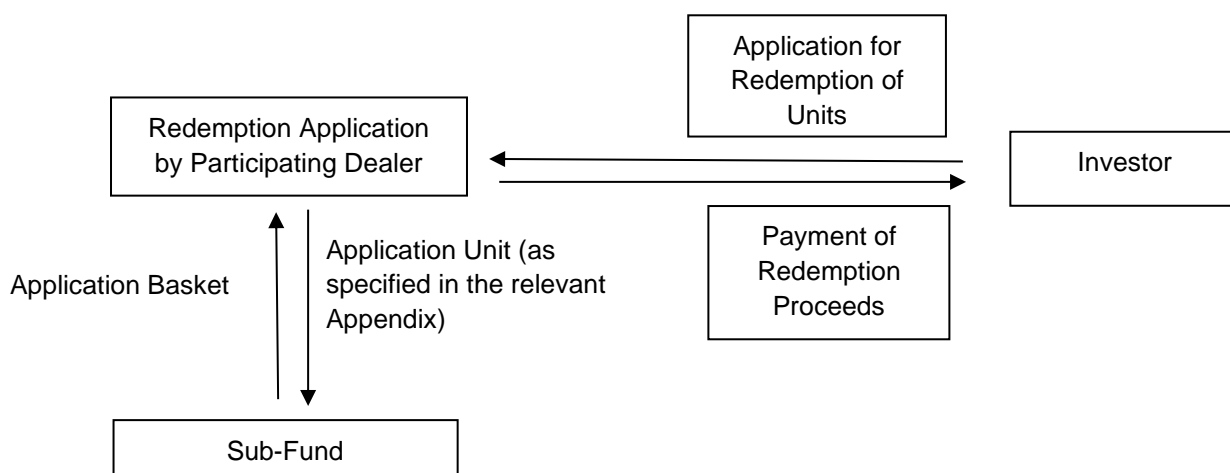 Application for
Redemption of
Units
Redemption Application
by Participating Dealer
Investor
Payment of
Redemption
Proceeds
Application Basket
Application Unit (as
specified in the relevant
Appendix)
Sub-Fund